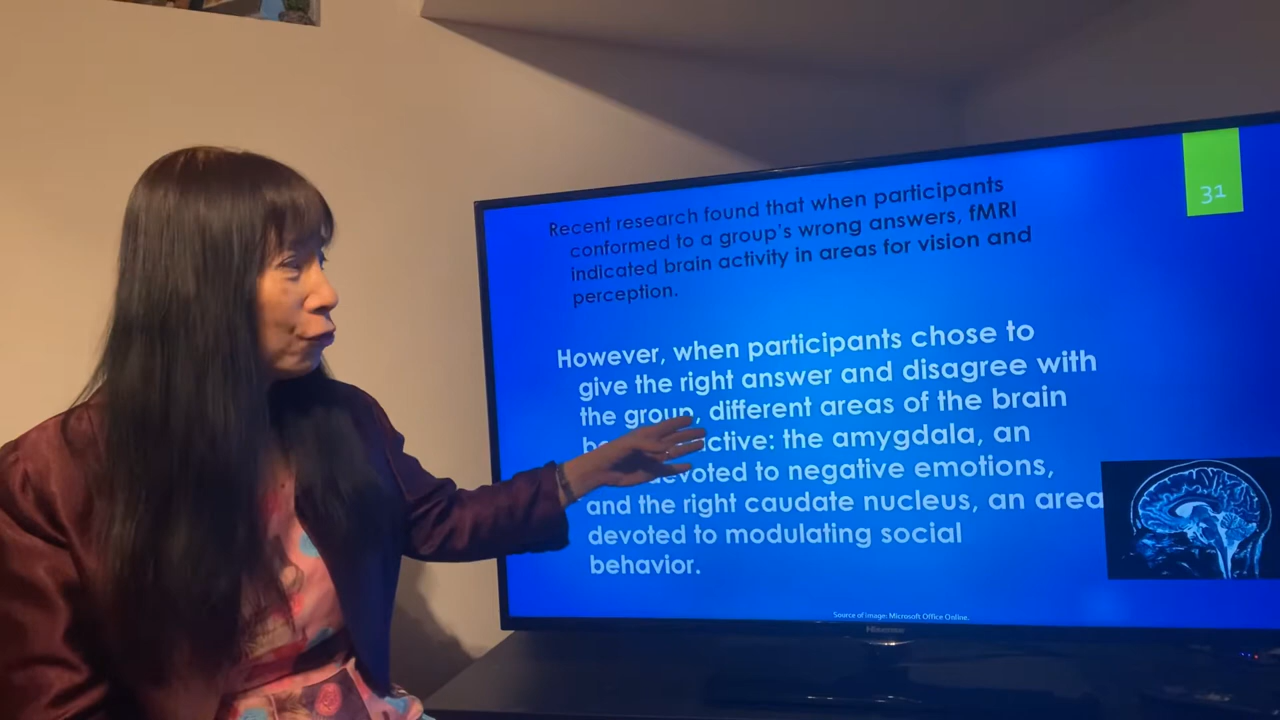 31
Recent research found that when participants
conformed to a group's wrong answers, fMRI
indicated brain activity in areas for vision and
perception.
However, when participants chose to
give the right answer and disagree with
the group, different areas of the brain
active: the amygdala, an
devoted to negative emotions,
and the right caudate nucleus, an area
devoted to modulating social
behavior.
Source of image: Microsoft Office Online.
Hisense